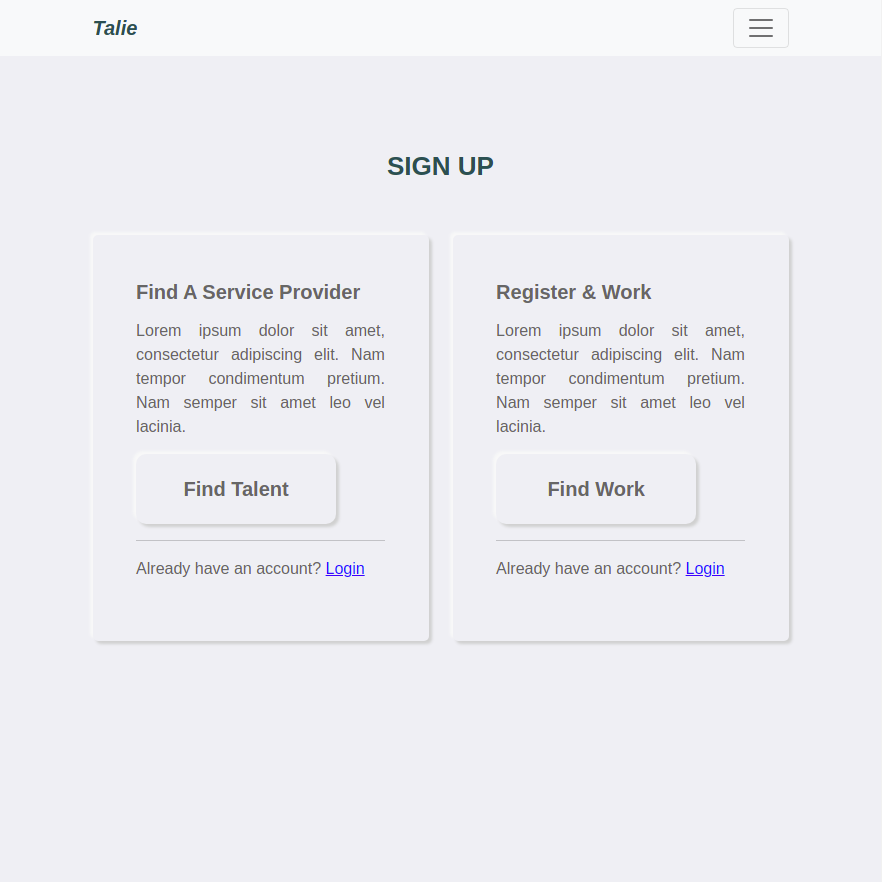 Talie
SIGN UP
Find A Service Provider
Lorem ipsum dolor sit amet,
consectetur adipiscing elit. Nam
tempor condimentum pretium.
Nam semper sit amet leo vel
lacinia.
Find Talent
Already have an account? Login
Register & Work
Lorem ipsum dolor sit amet,
consectetur adipiscing elit. Nam
tempor condimentum pretium.
Nam semper sit amet leo vel
lacinia.
Find Work
Already have an account? Login